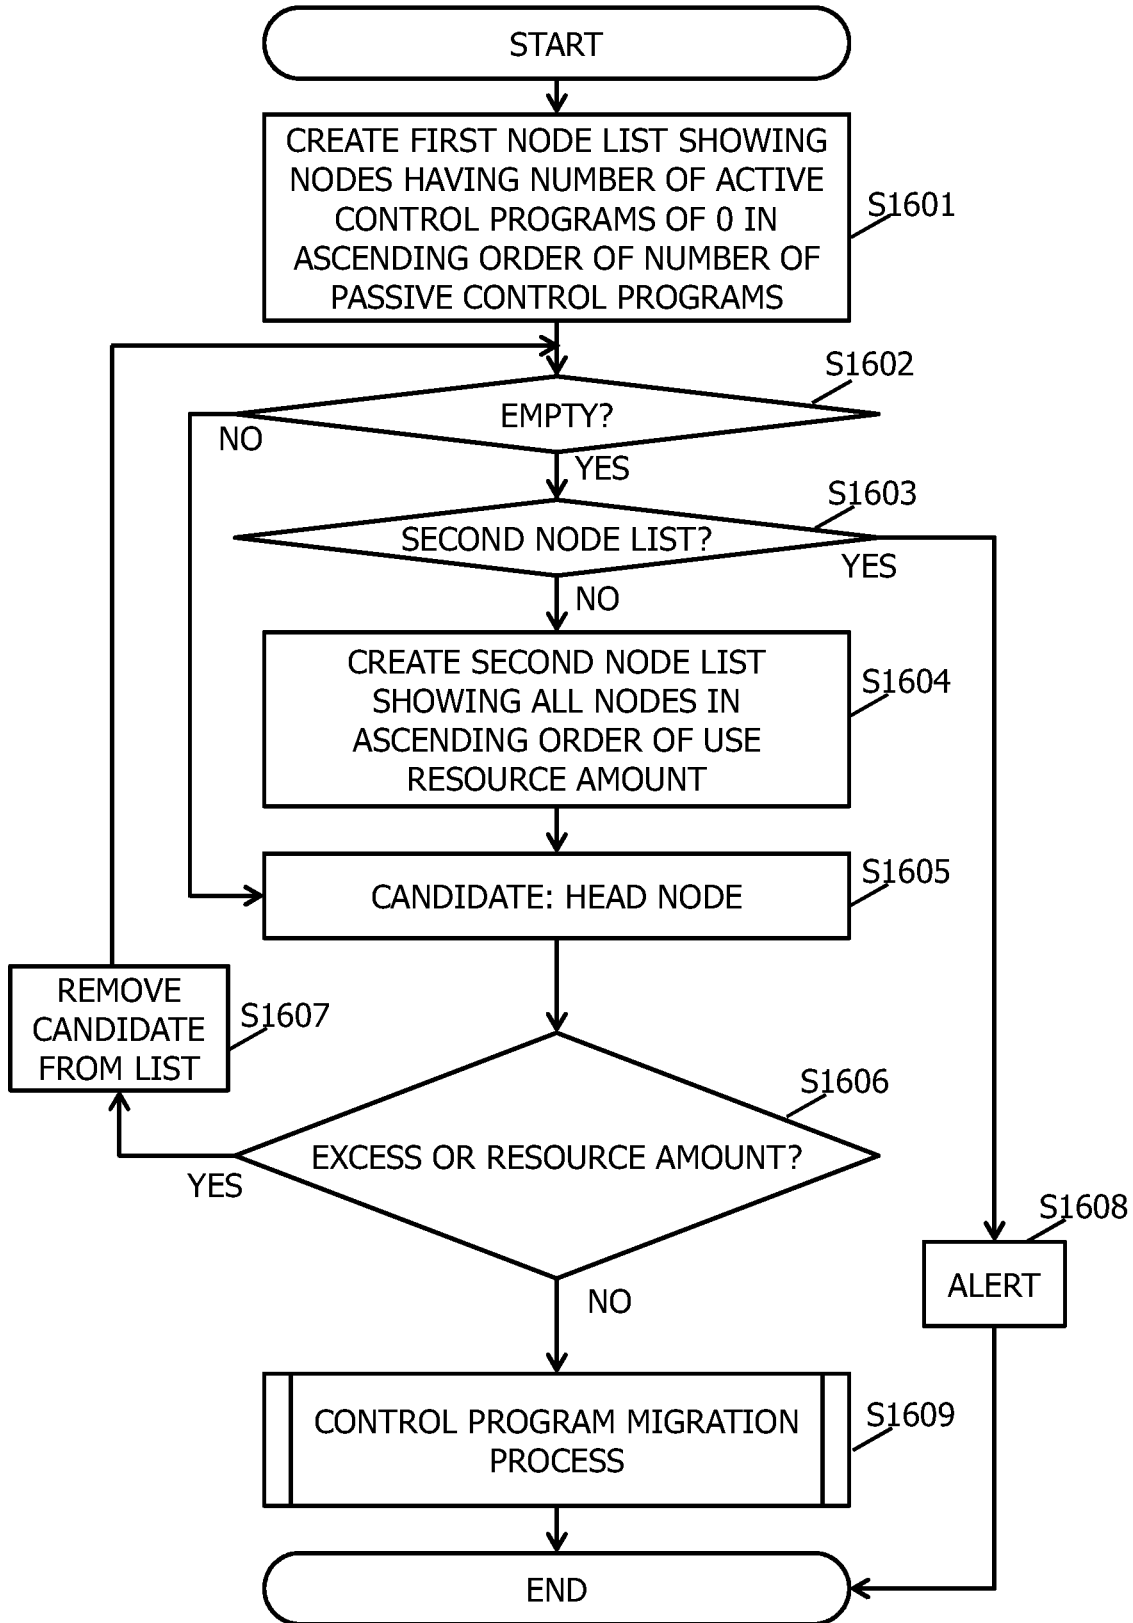 START
CREATE FIRST NODE LIST SHOWING
NODES HAVING NUMBER OF ACTIVE
CONTROL PROGRAMS OF 0 IN
ASCENDING ORDER OF NUMBER OF
PASSIVE CONTROL PROGRAMS
S1601
S1602
EMPTY?
NO
YES
S1603
SECOND NODE LIST?
YES
NO
CREATE SECOND NODE LIST
SHOWING ALL NODES IN
ASCENDING ORDER OF USE
RESOURCE AMOUNT
S1604
CANDIDATE: HEAD NODE
S1605
REMOVE
CANDIDATE
FROM LIST
S1607
S1606
EXCESS OR RESOURCE AMOUNT?
YES
NO
S1608
ALERT
CONTROL PROGRAM MIGRATION
PROCESS
S1609
END